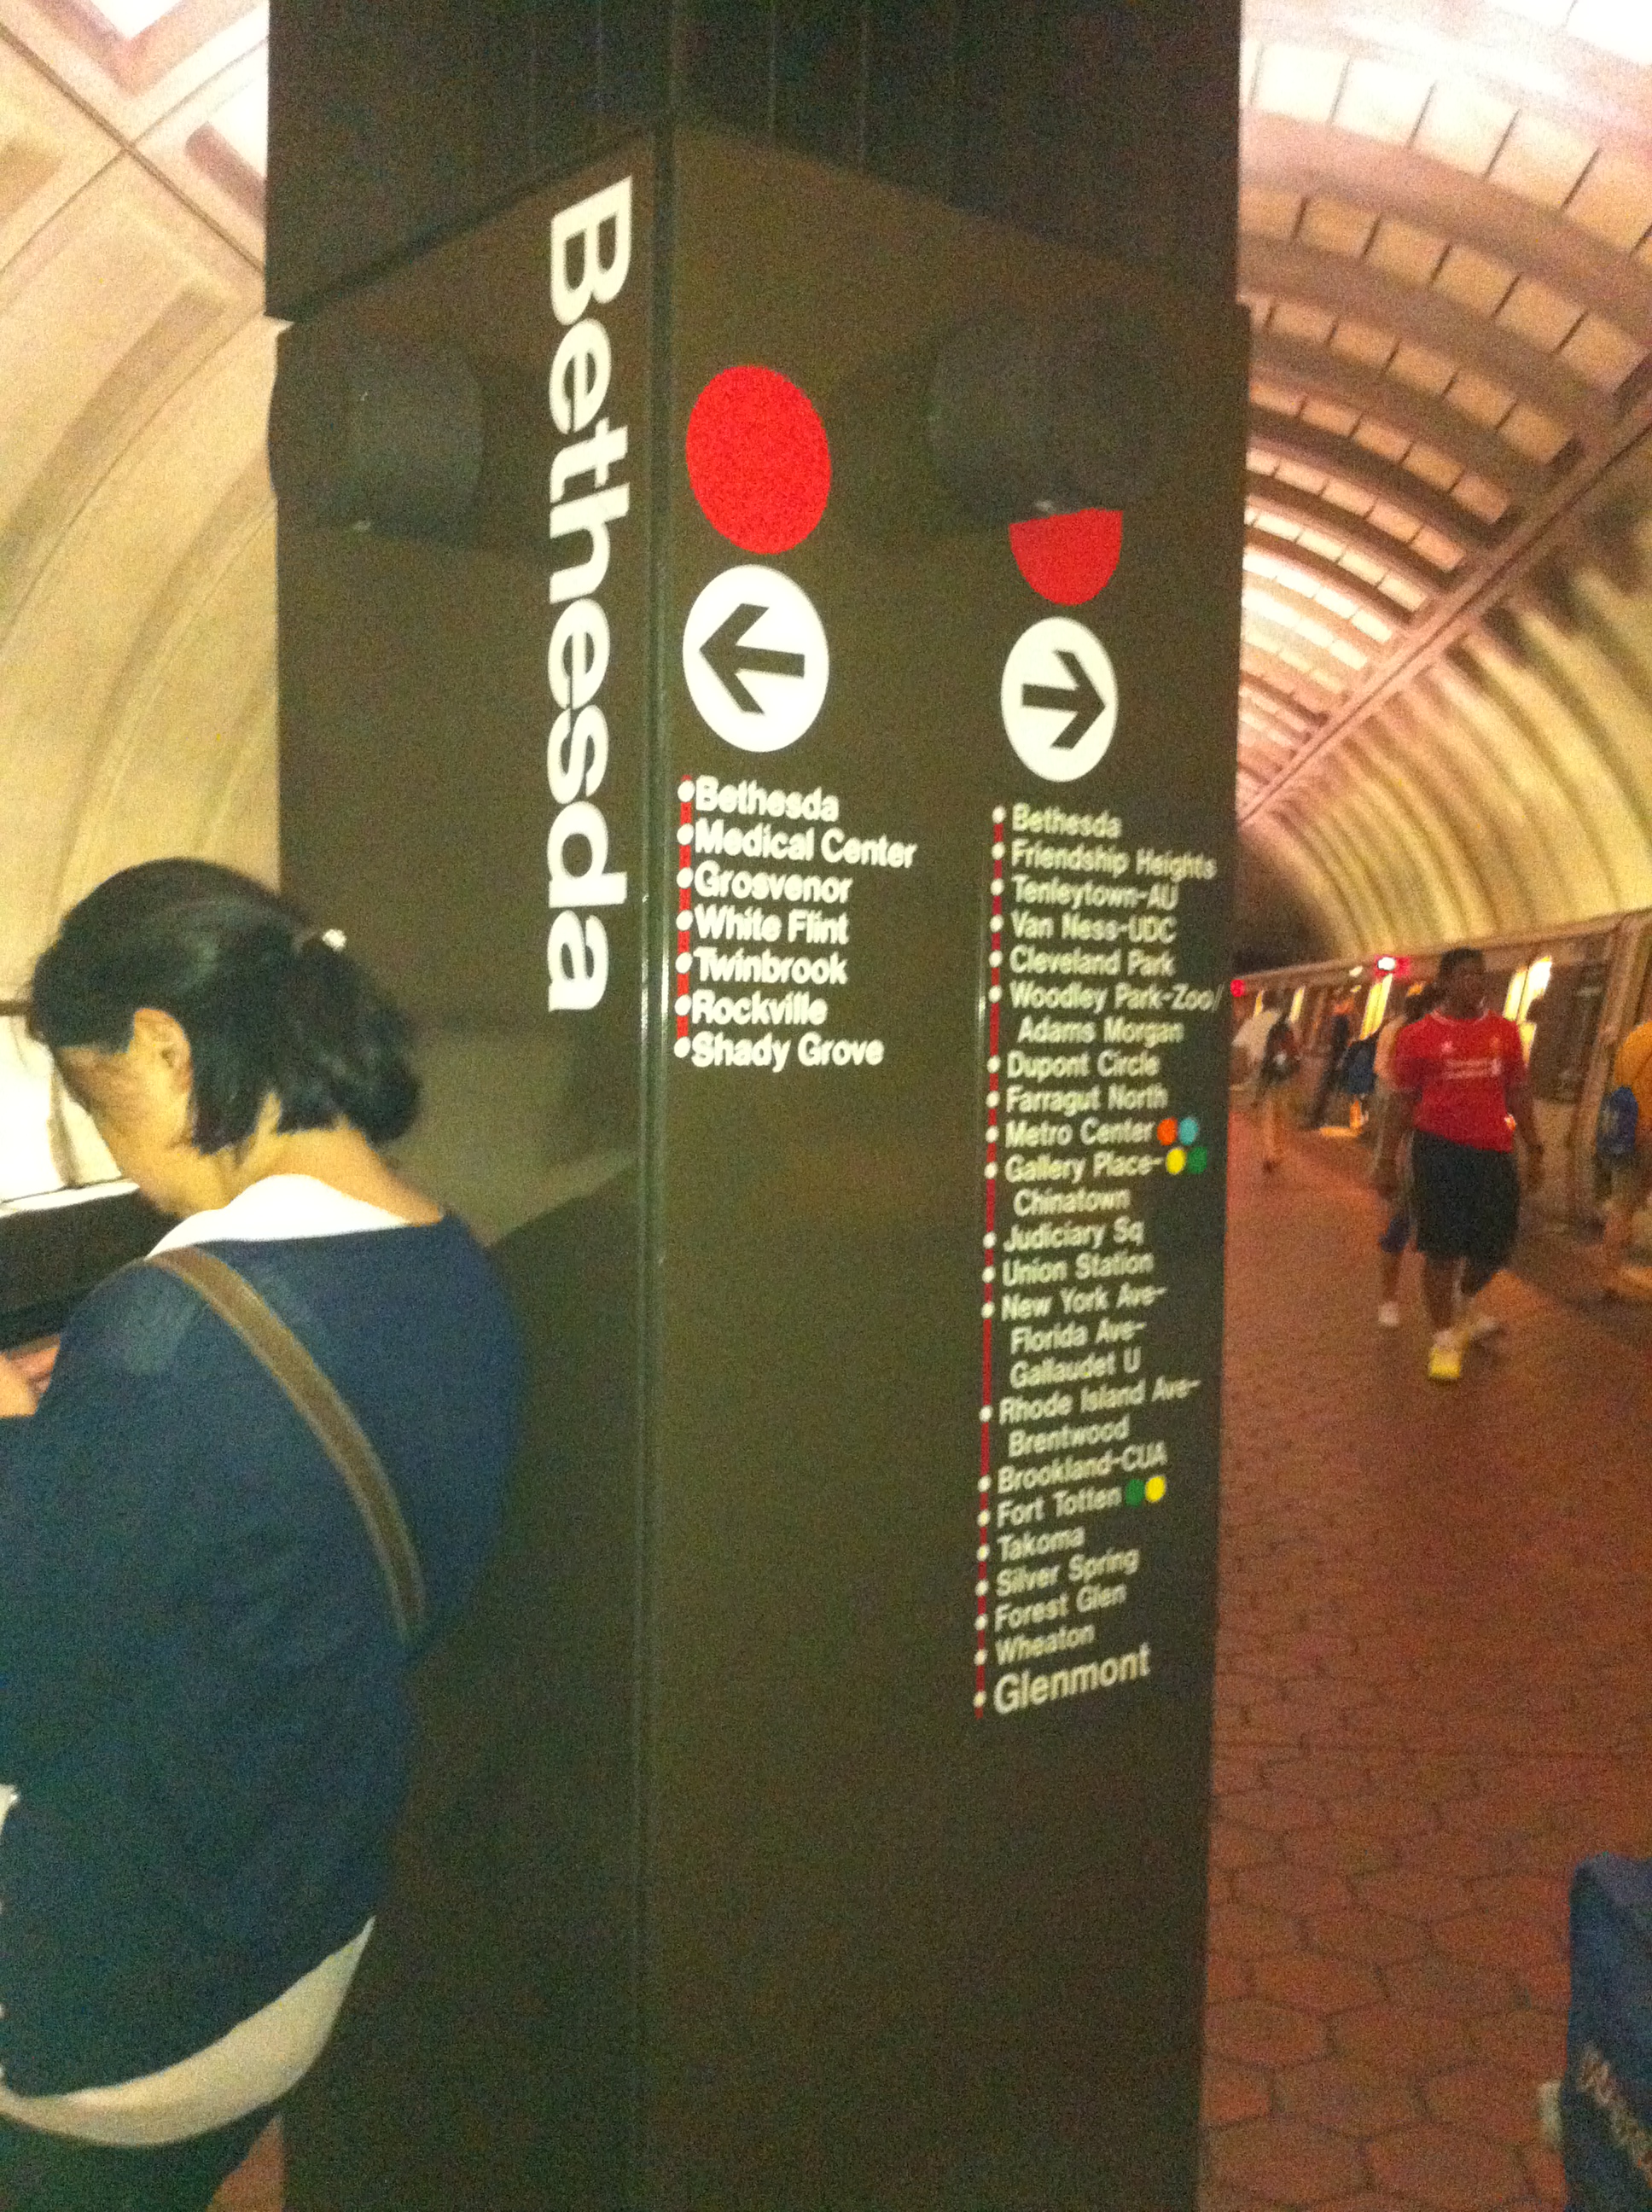 Bethesda
Bethesda
Medical Center
Grosvenor
White Flint
Twinbrook
Rockville
Shady Grove
Bethesda
Friendship Heights
Tenleytown-AU
Van Ness-UDC
Cleveland Park
Woodley Park-Zoo/
Adams Morgan
Dupont Circle
Farragut North
Metro Center
Gallery Place-
Chinatown
Judiciary Sq
Union Station
New York Ave-
Florida Ave-
Gallaudet U
Rhode Island Ave-
Brentwood
Brookland-CUA
Fort Totten
Takoma
Silver Spring
Forest Glen
Wheaton
Glenmont